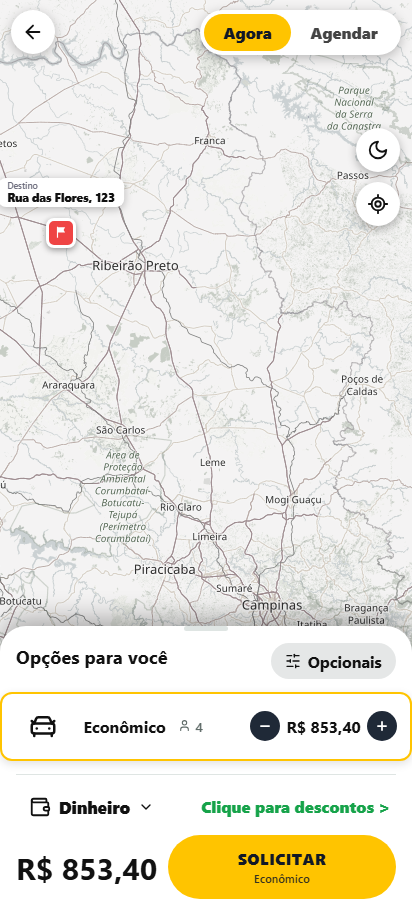 Agora
Agendar
Parque
Nacional
da Serra
da Canastra
Franca
etos
Passos
Destino
Rua das Flores, 123
Ribeirão Preto
Araraquara
Poços de
Caldas
São Carlos
Área de
Proteção
Ambiental
Corumbataí-
Botucatu-
Tejupá
(Perímetro
Corumbataí)
Leme
ú
Rio Claro
Mogi Guaçu
Limeira
Piracicaba
Sumaré
Botucatu
Campinas
Bragança
Paulista
Itatiba
Opções para você
Opcionais
Econômico
4
R$ 853,40
Dinheiro
Clique para descontos >
R$ 853,40
SOLICITAR
Econômico